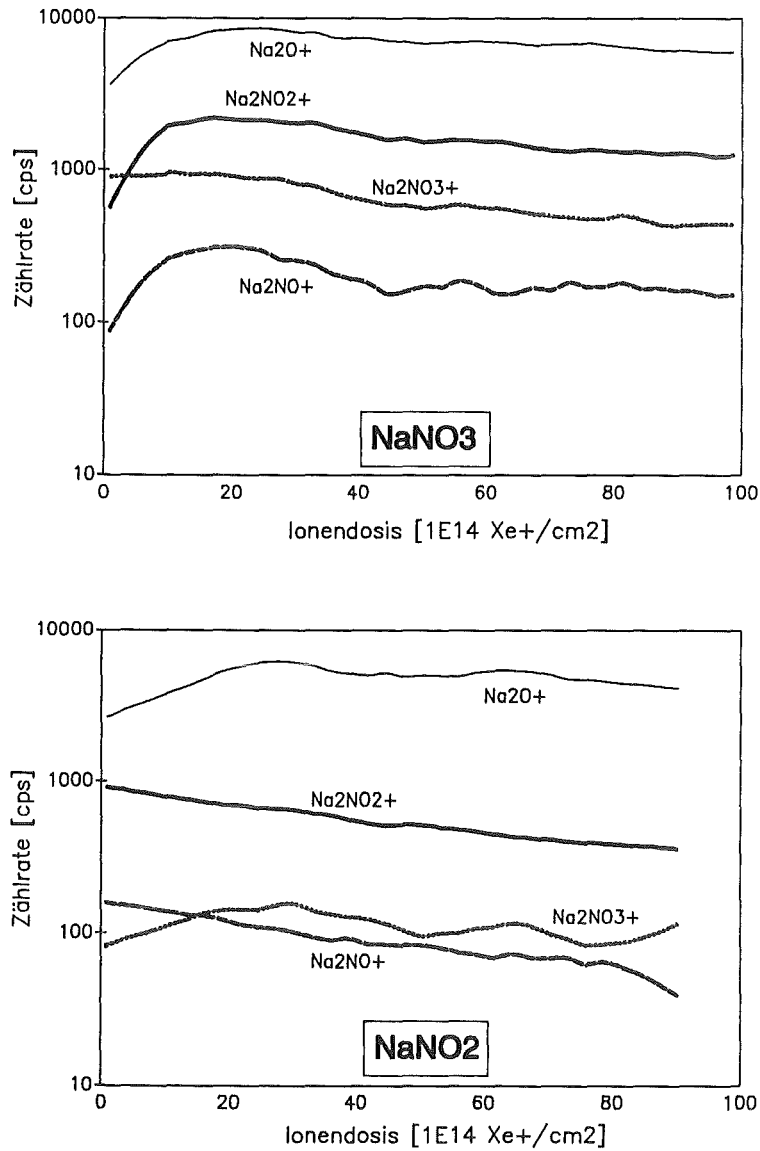 10000
Na2O+
Na2NO2+
1000
Na2NO3+
Zählrate [cps]
Na2NO+
100
NaNO3
10
0 20 40 60 80 100
Ionendosis [1E14 Xe+/cm2]
10000
Na2O+
1000
Na2NO2+
Zählrate [cps]
Na2NO3+
100
Na2NO+
NaNO2
10
0 20 40 60 80 100
Ionendosis [1E14 Xe+/cm2]